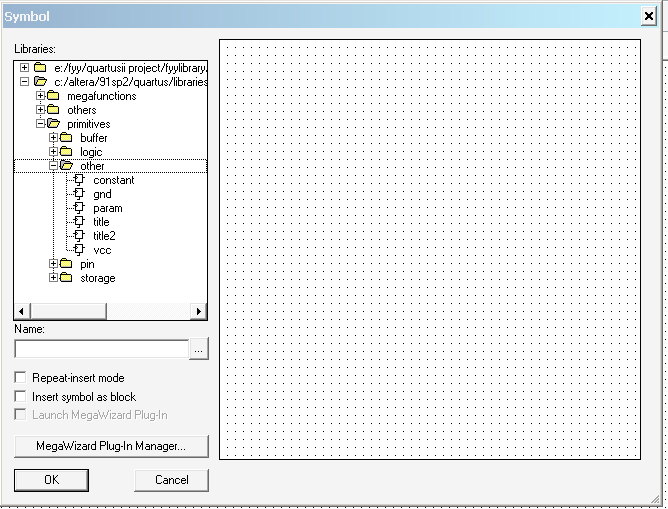 Symbol
Libraries:
e:/fyy/quartusii project/fyylibrary.
c:/altera/91sp2/quartus/libraries
megafunctions
others
primitives
buffer
logic
other
constant
gnd
param
title
title2
vcc
pin
storage
Name:
...
Repeat-insert mode
Insert symbol as block
Launch MegaWizard Plug-In
MegaWizard Plug-In Manager...
OK
Cancel